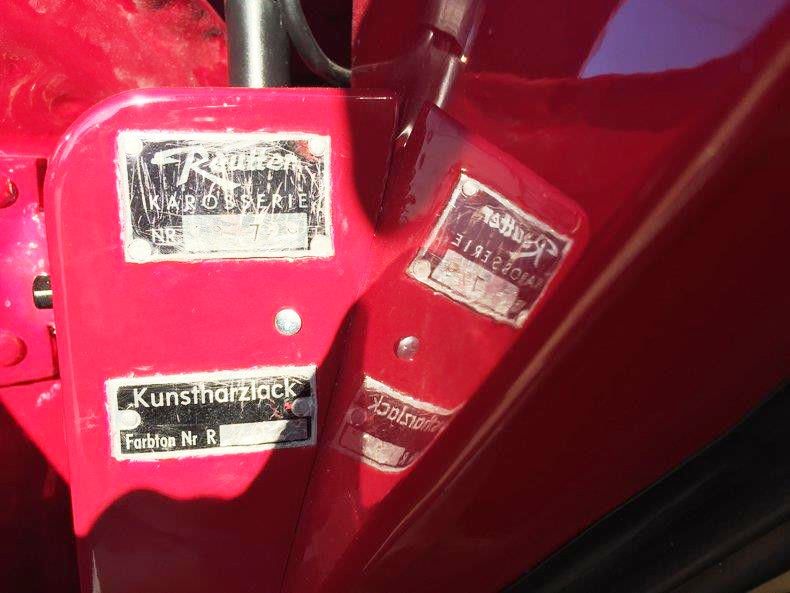 Reutter
KAROSSERIE
NR
Kunstharzlack
Farbton Nr R